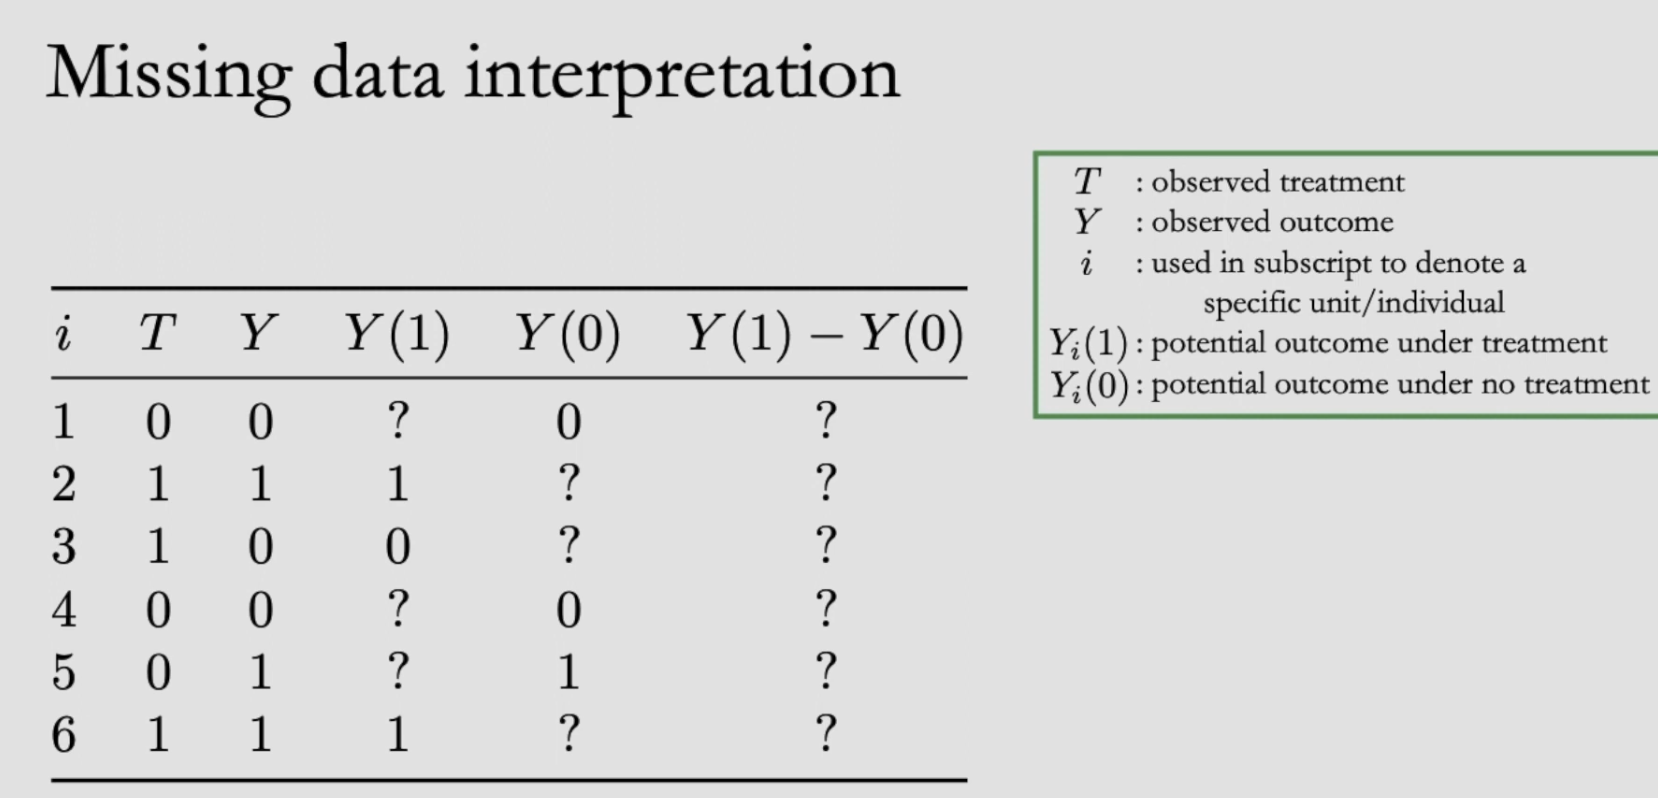 Missing data interpretation
T : observed treatment
Y : observed outcome
i : used in subscript to denote a
specific unit/individual
Yᵢ(1) : potential outcome under treatment
Yᵢ(0) : potential outcome under no treatment
i T Y Y(1) Y(0) Y(1) − Y(0)
1 0 0 ? 0 ?
2 1 1 1 ? ?
3 1 0 0 ? ?
4 0 0 ? 0 ?
5 0 1 ? 1 ?
6 1 1 1 ? ?